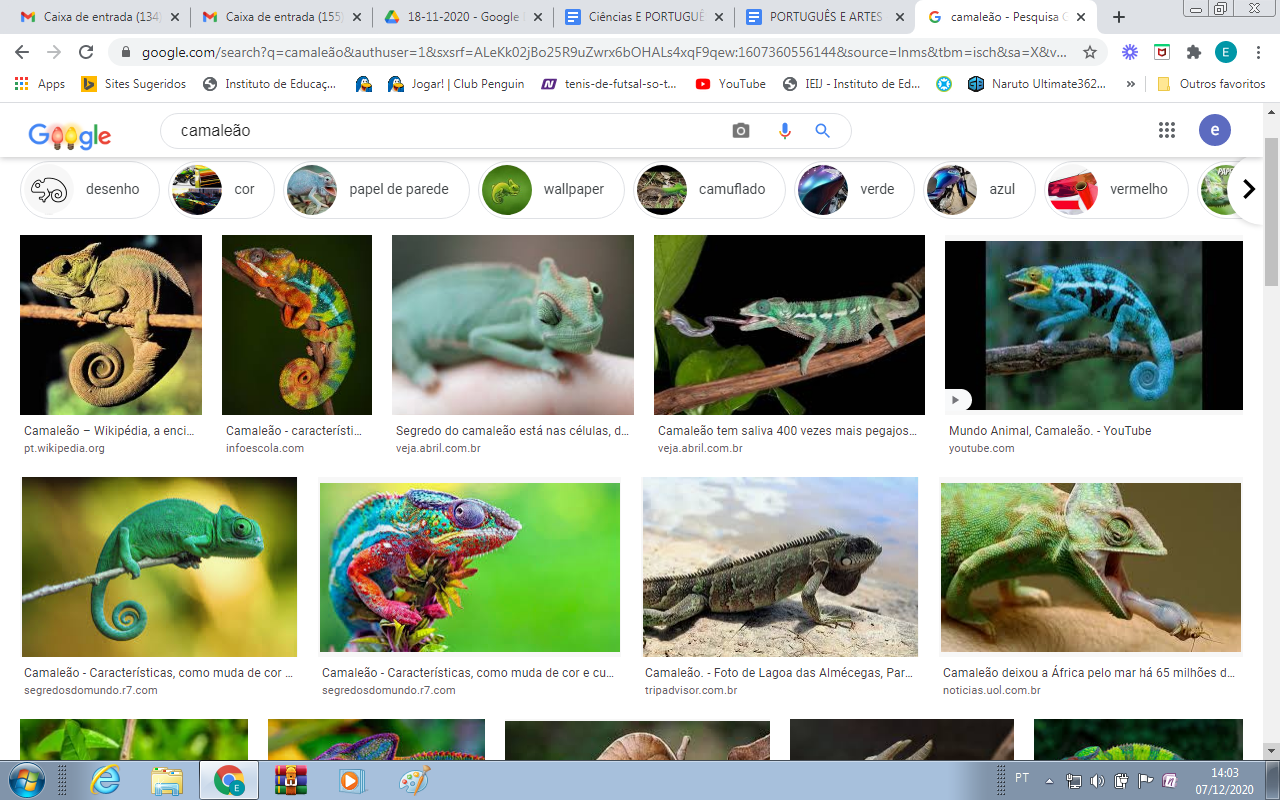 Caixa de entrada (134)
Caixa de entrada (155)
18-11-2020 - Google
Ciências E PORTUGUÊ
PORTUGUÊS E ARTES
camaleão - Pesquisa G
google.com/search?q=camaleão&authuser=1&sxsrf=ALeKk02jBo25R9uZwrx6bOHALs4xqF9qew:1607360556144&source=lnms&tbm=isch&sa=X&v...
E
Apps
Sites Sugeridos
Instituto de Educaç...
Jogar! | Club Penguin
tenis-de-futsal-so-t...
YouTube
IEIJ - Instituto de Ed...
Naruto Ultimate362...
»
Outros favoritos
Google
camaleão
e
desenho
cor
papel de parede
wallpaper
camuflado
verde
azul
vermelho
Camaleão – Wikipédia, a enci...
pt.wikipedia.org
Camaleão - característi...
infoescola.com
Segredo do camaleão está nas células, d...
veja.abril.com.br
Camaleão tem saliva 400 vezes mais pegajos...
veja.abril.com.br
Mundo Animal, Camaleão. - YouTube
youtube.com
Camaleão - Características, como muda de cor ...
segredosdomundo.r7.com
Camaleão - Características, como muda de cor e cu...
segredosdomundo.r7.com
Camaleão. - Foto de Lagoa das Almécegas, Par...
tripadvisor.com.br
Camaleão deixou a África pelo mar há 65 milhões d...
noticias.uol.com.br
PT
14:03
07/12/2020